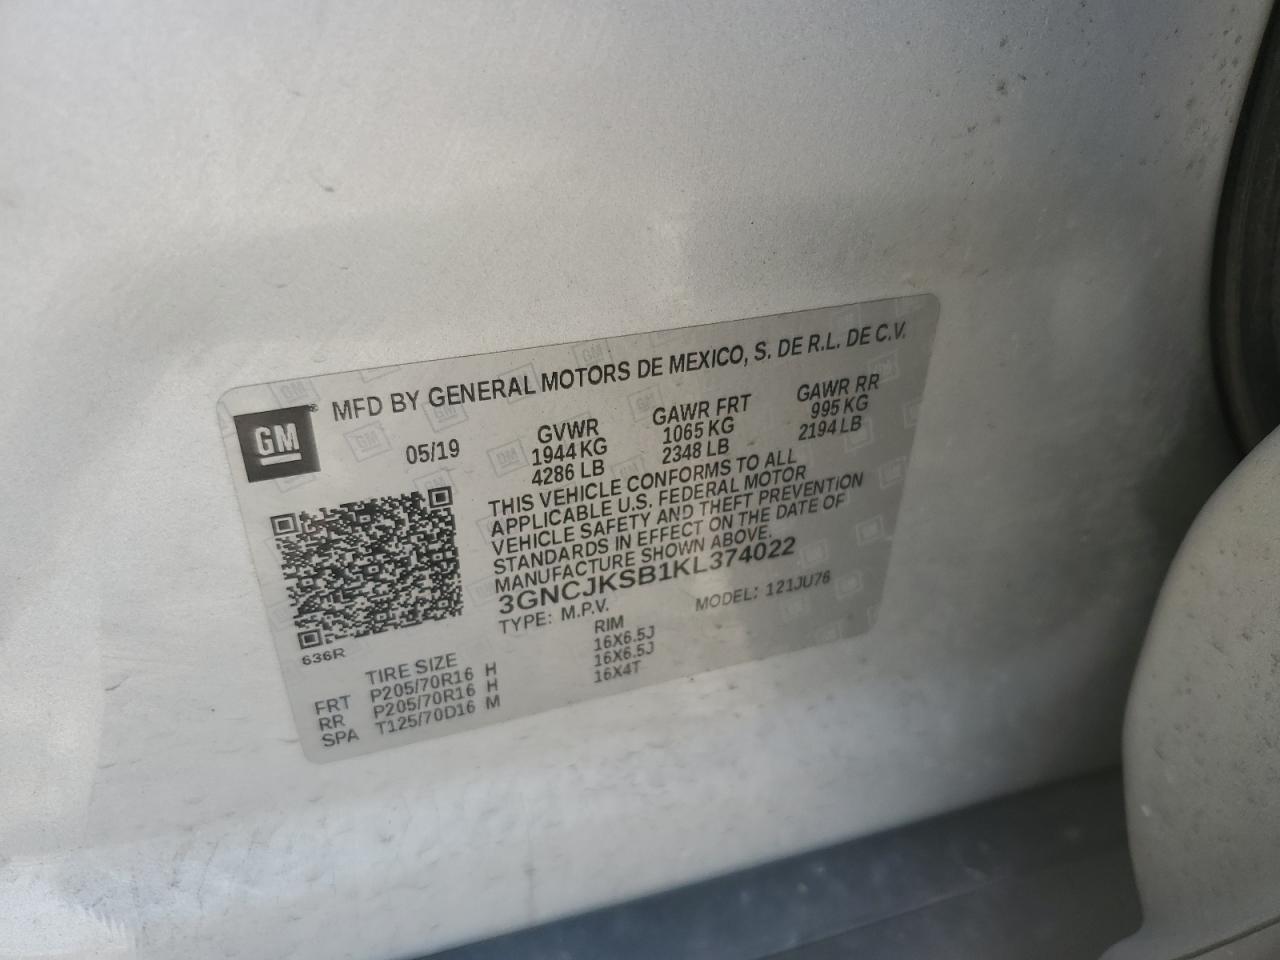 MFD BY GENERAL MOTORS DE MEXICO, S. DE R.L. DE C.V.
GM
05/19 GVWR GAWR FRT GAWR RR
1944 KG 1065 KG 995 KG
4286 LB 2348 LB 2194 LB
THIS VEHICLE CONFORMS TO ALL
APPLICABLE U.S. FEDERAL MOTOR
VEHICLE SAFETY AND THEFT PREVENTION
STANDARDS IN EFFECT ON THE DATE OF
MANUFACTURE SHOWN ABOVE.
3GNCJKSB1KL374022
TYPE: M.P.V. MODEL: 121JU76
636R
TIRE SIZE RIM
FRT P205/70R16 H 16X6.5J
RR P205/70R16 H 16X6.5J
SPA T125/70D16 M 16X4T